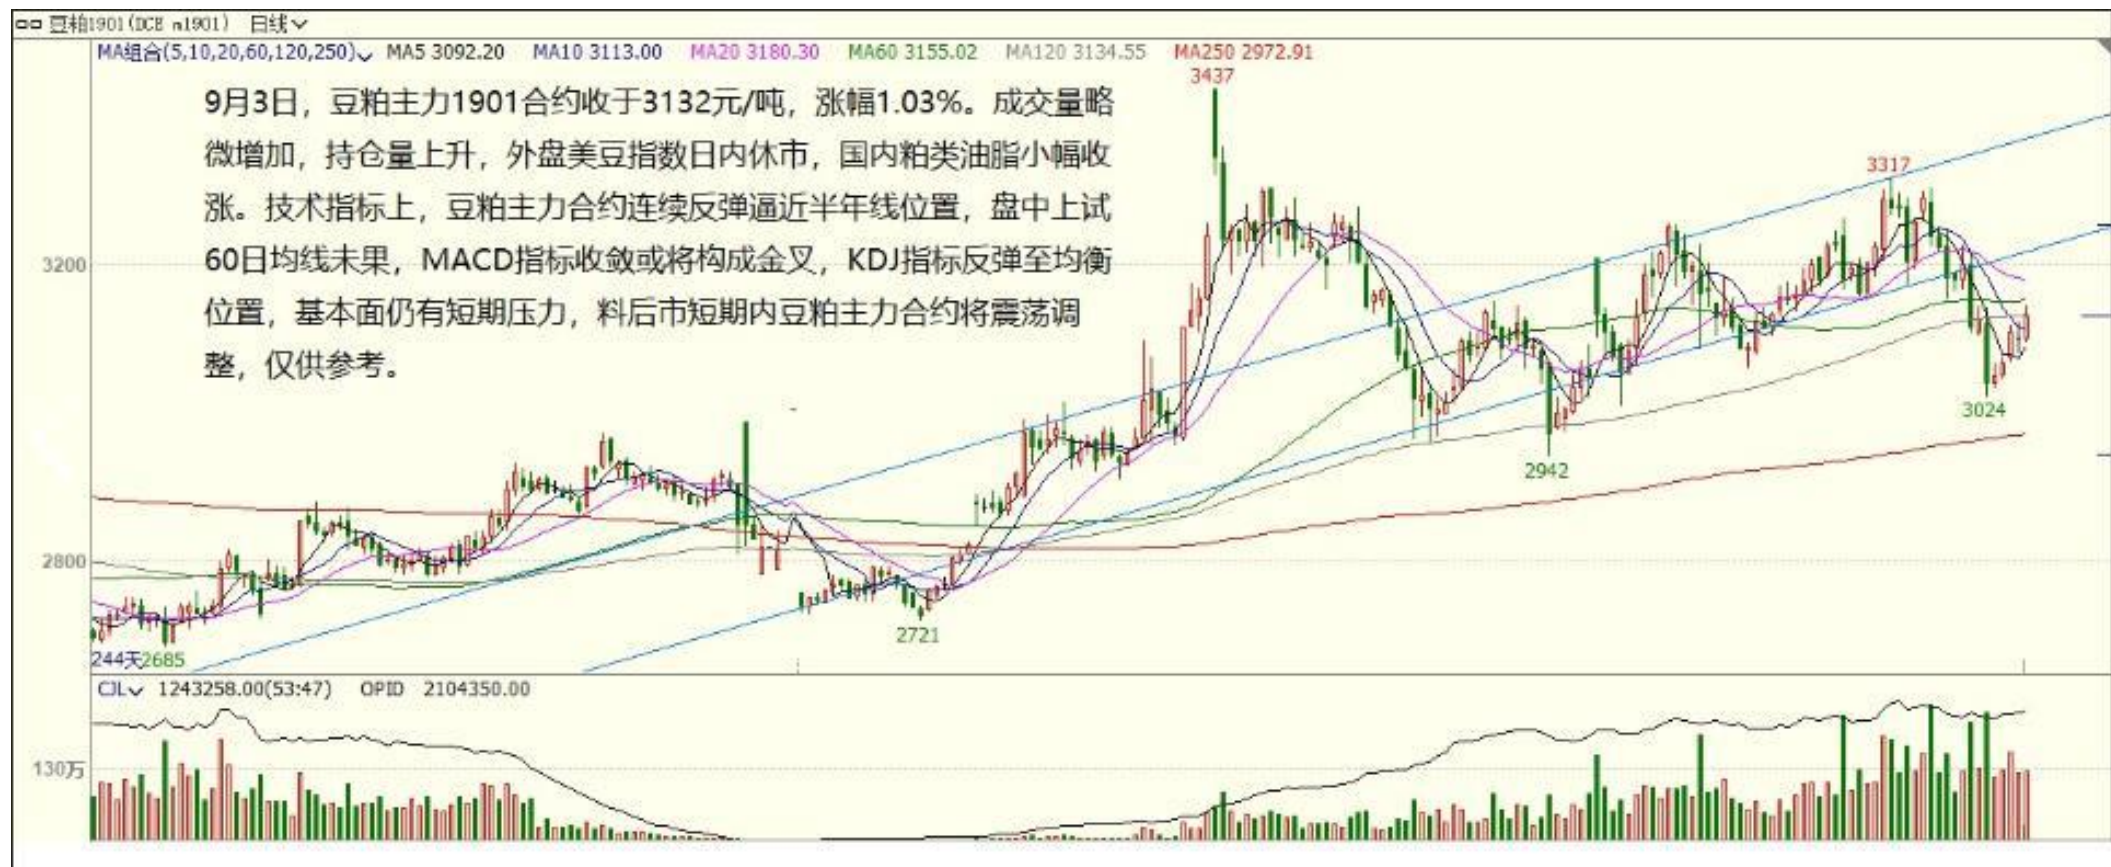 豆粕1901(DCE m1901) 日线
MA组合(5,10,20,60,120,250) MA5 3092.20 MA10 3113.00 MA20 3180.30 MA60 3155.02 MA120 3134.55 MA250 2972.91
3437
9月3日，豆粕主力1901合约收于3132元/吨，涨幅1.03%。成交量略
微增加，持仓量上升，外盘美豆指数日内休市，国内粕类油脂小幅收
涨。技术指标上，豆粕主力合约连续反弹逼近半年线位置，盘中上试
60日均线未果，MACD指标收敛或将构成金叉，KDJ指标反弹至均衡
位置，基本面仍有短期压力，料后市短期内豆粕主力合约将震荡调
整，仅供参考。
3317
3200
3024
2942
2800
2721
244天2685
CJL 1243258.00(53:47) OPID 2104350.00
130万